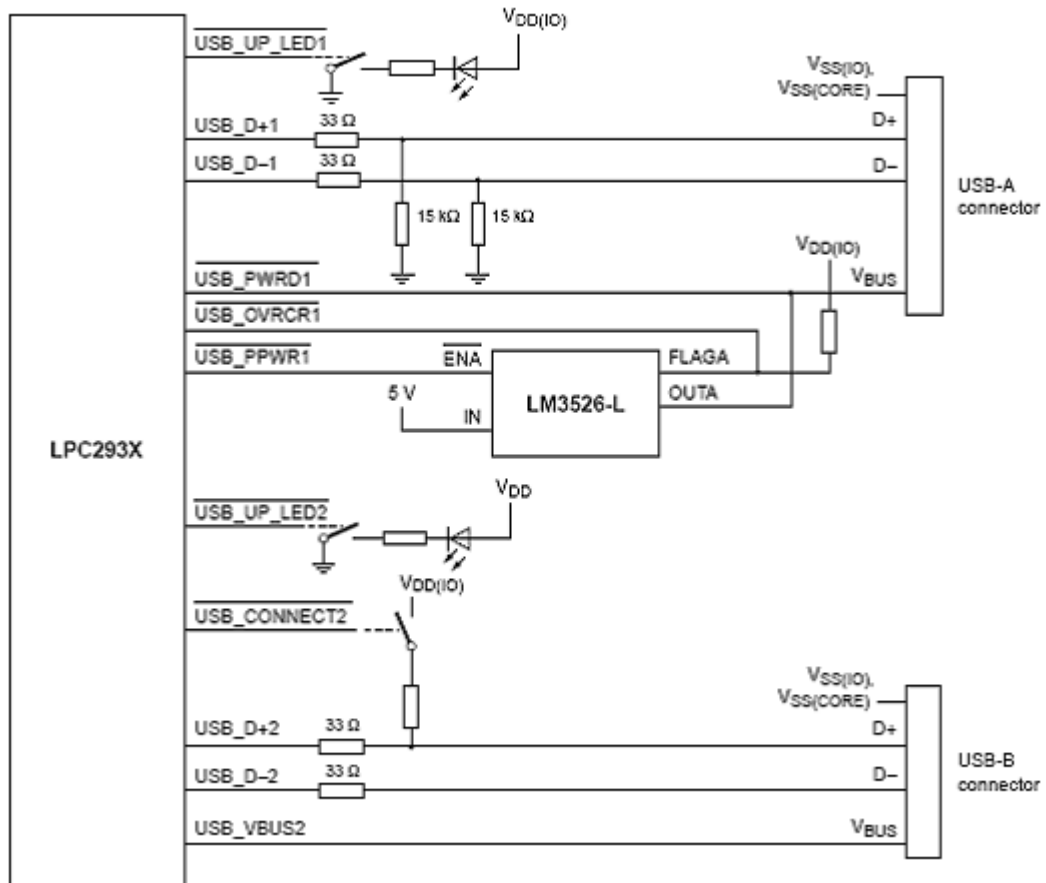 VDD(IO)
USB_UP_LED1
VSS(IO),
VSS(CORE)
USB_D+1
33 Ω
D+
USB_D–1
33 Ω
D–
USB-A
connector
15 kΩ
15 kΩ
VDD(IO)
USB_PWRD1
VBUS
USB_OVRCR1
USB_PPWR1
ENA
FLAGA
5 V
IN
LM3526-L
OUTA
LPC293X
VDD
USB_UP_LED2
VDD(IO)
USB_CONNECT2
VSS(IO),
VSS(CORE)
USB_D+2
33 Ω
D+
USB_D–2
33 Ω
D–
USB-B
connector
USB_VBUS2
VBUS